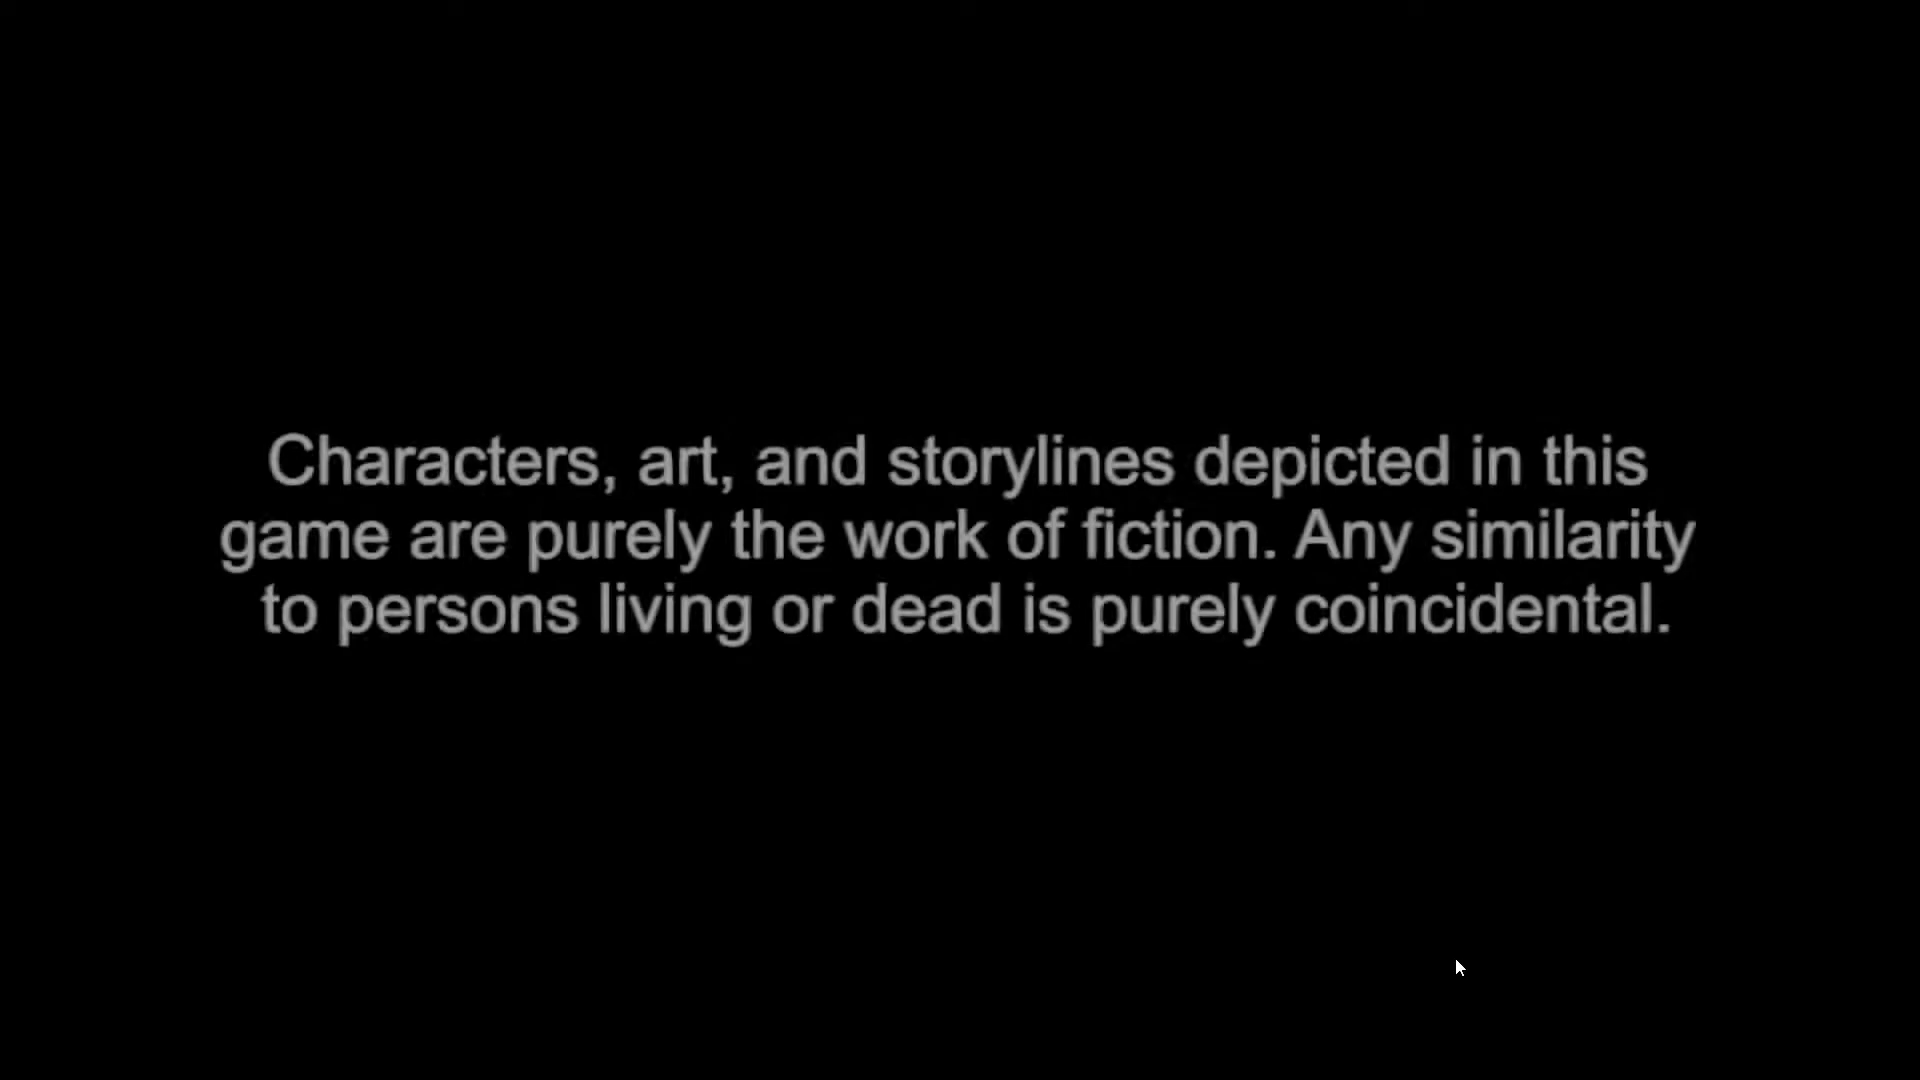 Characters, art, and storylines depicted in this
game are purely the work of fiction. Any similarity
to persons living or dead is purely coincidental.